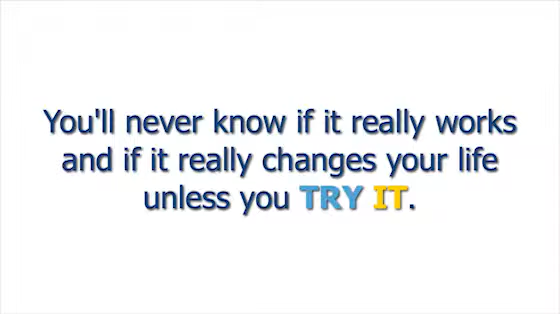 You'll never know if it really works
and if it really changes your life
unless you TRY IT.